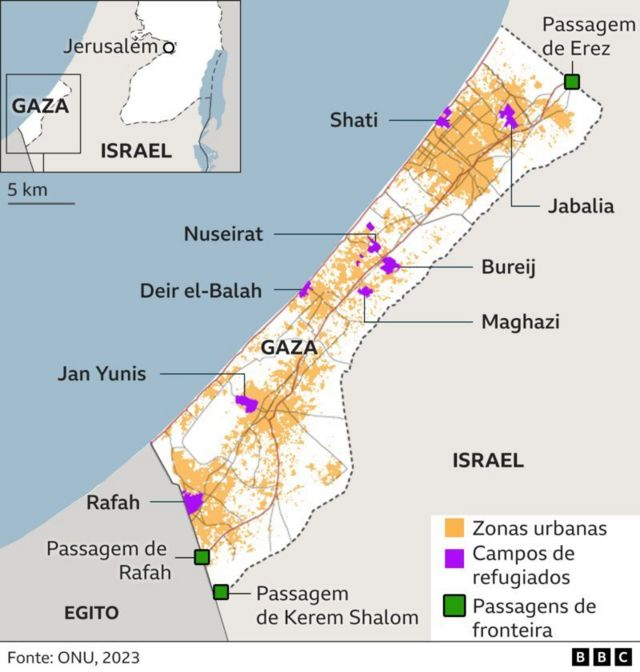 Jerusalém
GAZA
ISRAEL
5 km
Passagem
de Erez
Shati
Jabalia
Nuseirat
Bureij
Deir el-Balah
Maghazi
GAZA
Jan Yunis
ISRAEL
Rafah
Zonas urbanas
Campos de
refugiados
Passagens de
fronteira
Passagem de
Rafah
Passagem
de Kerem Shalom
EGITO
Fonte: ONU, 2023
BBC